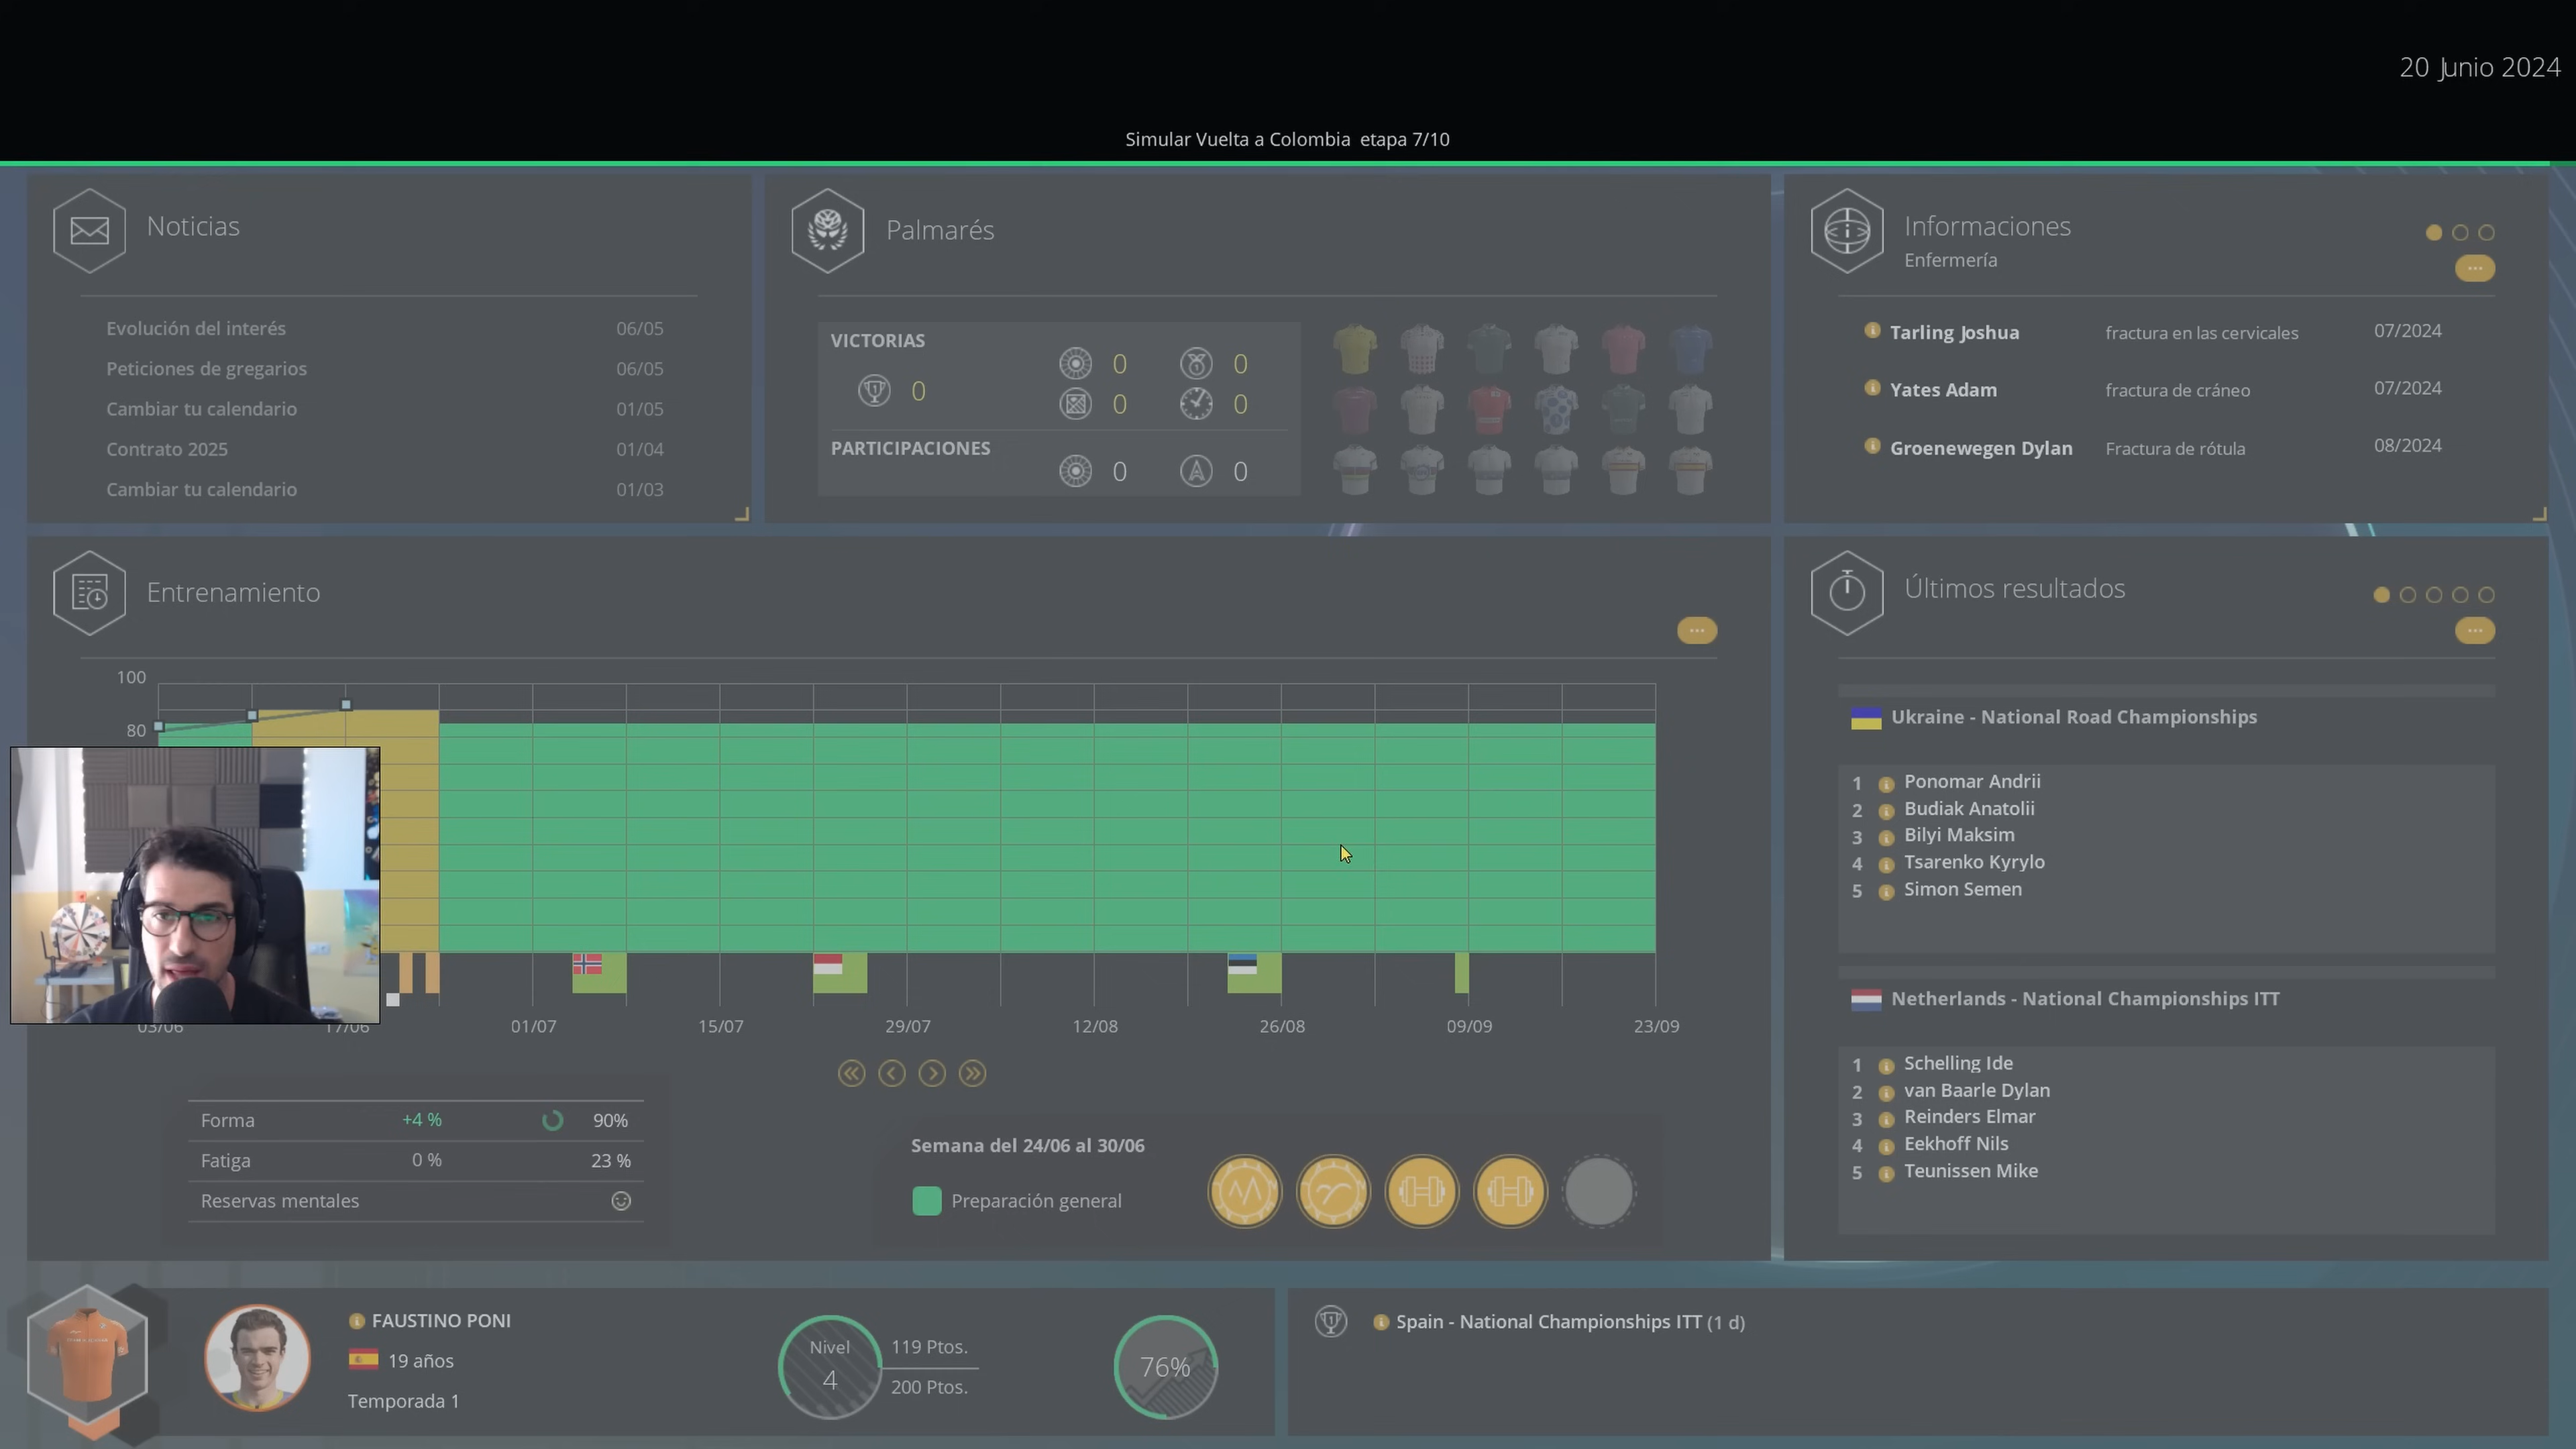 20 Junio 2024
Simular Vuelta a Colombia etapa 7/10
Noticias
Evolución del interés 06/05
Peticiones de gregarios 06/05
Cambiar tu calendario 01/05
Contrato 2025 01/04
Cambiar tu calendario 01/03
Palmarés
VICTORIAS
0
0 0
0 0
PARTICIPACIONES
0 0
Informaciones
Enfermería
...
Tarling Joshua fractura en las cervicales 07/2024
Yates Adam fractura de cráneo 07/2024
Groenewegen Dylan Fractura de rótula 08/2024
Entrenamiento
...
100
80
03/06 17/06 01/07 15/07 29/07 12/08 26/08 09/09 23/09
Forma +4 % 90%
Fatiga 0 % 23 %
Reservas mentales
Semana del 24/06 al 30/06
Preparación general
Últimos resultados
...
Ukraine - National Road Championships
1 Ponomar Andrii
2 Budiak Anatolii
3 Bilyi Maksim
4 Tsarenko Kyrylo
5 Simon Semen
Netherlands - National Championships ITT
1 Schelling Ide
2 van Baarle Dylan
3 Reinders Elmar
4 Eekhoff Nils
5 Teunissen Mike
FAUSTINO PONI
19 años
Temporada 1
Nivel
4
119 Ptos.
200 Ptos.
76%
Spain - National Championships ITT (1 d)